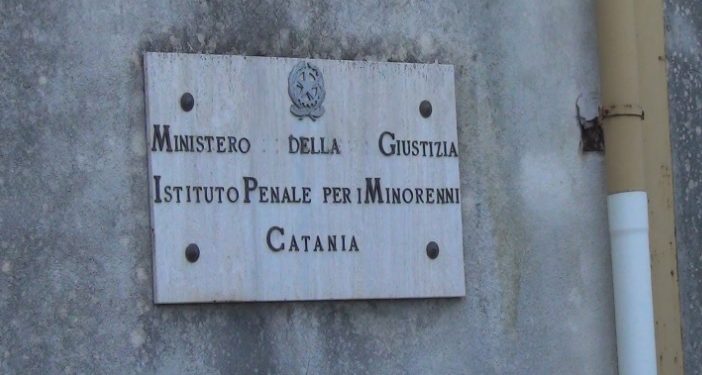 MINISTERO DELLA GIUSTIZIA
ISTITUTO PENALE PER I MINORENNI
CATANIA